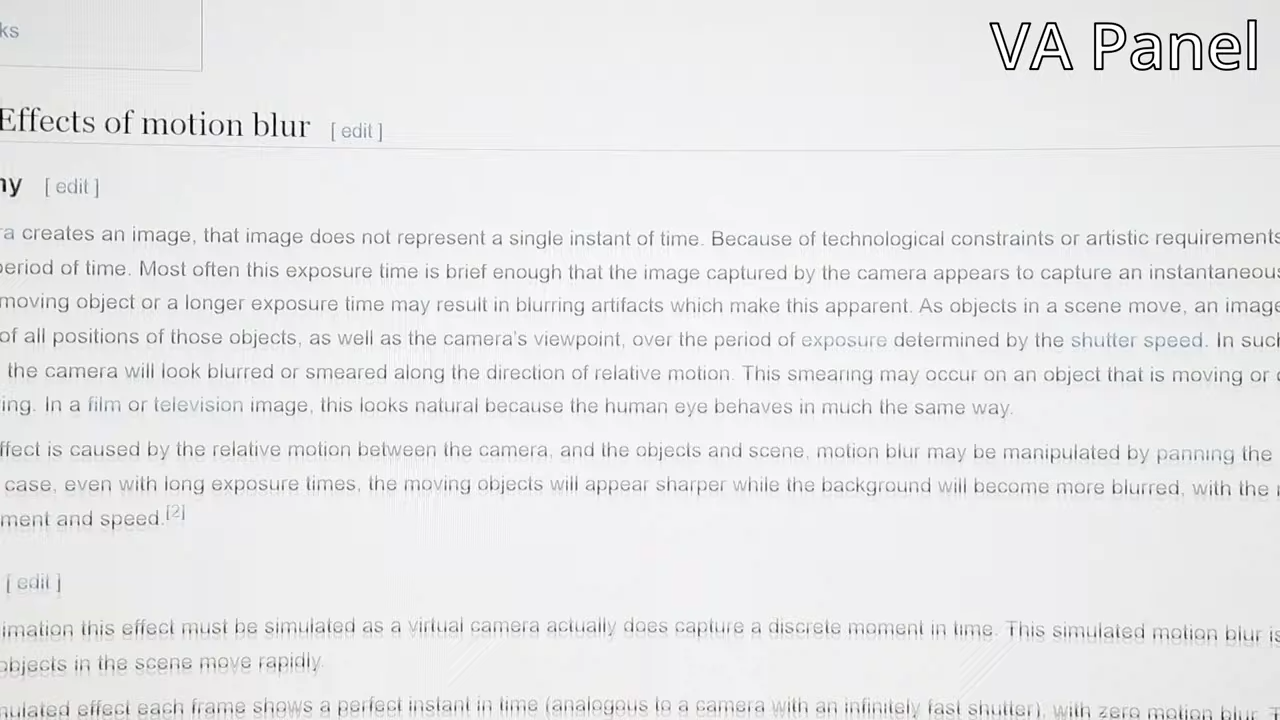 VA Panel
ks
Effects of motion blur [ edit ]
hy [ edit ]
ra creates an image, that image does not represent a single instant of time. Because of technological constraints or artistic requirements
period of time. Most often this exposure time is brief enough that the image captured by the camera appears to capture an instantaneous
moving object or a longer exposure time may result in blurring artifacts which make this apparent. As objects in a scene move, an image
of all positions of those objects, as well as the camera's viewpoint, over the period of exposure determined by the shutter speed. In such
the camera will look blurred or smeared along the direction of relative motion. This smearing may occur on an object that is moving or
ing. In a film or television image, this looks natural because the human eye behaves in much the same way.
ffect is caused by the relative motion between the camera, and the objects and scene, motion blur may be manipulated by panning the
case, even with long exposure times, the moving objects will appear sharper while the background will become more blurred, with the
ment and speed.[2]
[ edit ]
imation this effect must be simulated as a virtual camera actually does capture a discrete moment in time. This simulated motion blur is
objects in the scene move rapidly.
mulated effect each frame shows a perfect instant in time (analogous to a camera with an infinitely fast shutter), with zero motion blur.